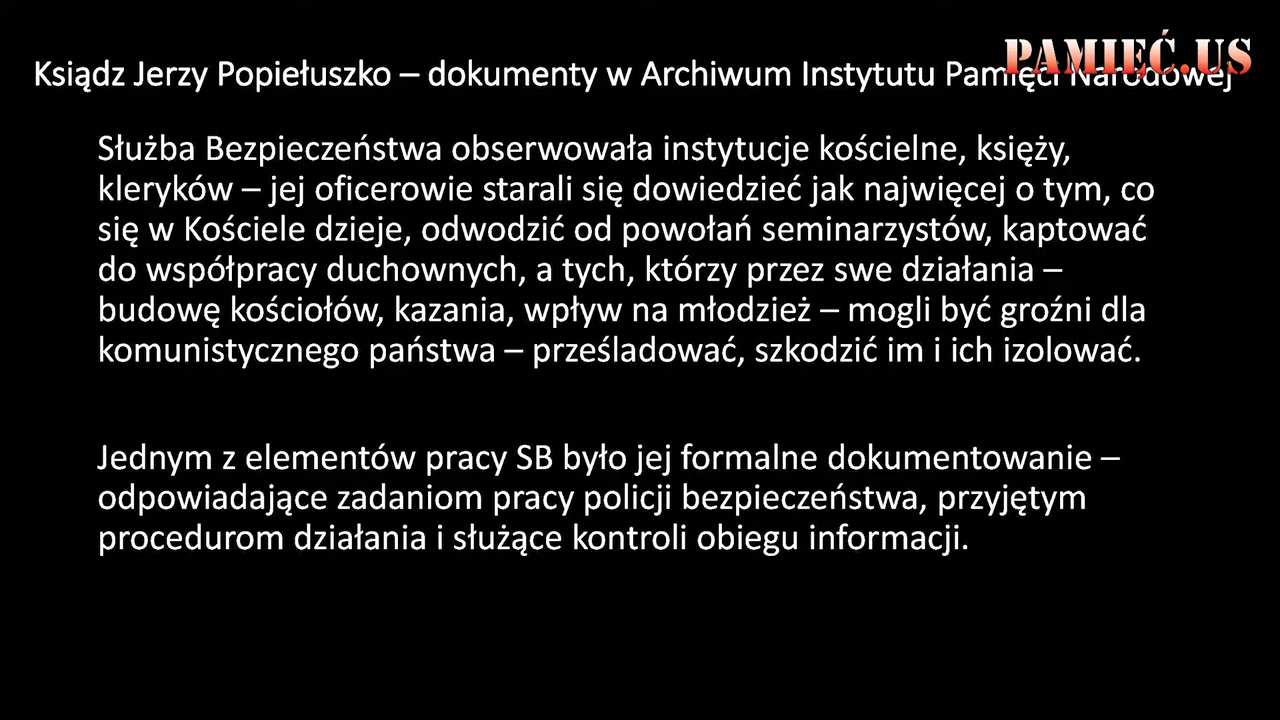 PAMIĘĆ.US
Ksiądz Jerzy Popiełuszko – dokumenty w Archiwum Instytutu Pamięci Narodowej
Służba Bezpieczeństwa obserwowała instytucje kościelne, księży,
kleryków – jej oficerowie starali się dowiedzieć jak najwięcej o tym, co
się w Kościele dzieje, odwodzić od powołań seminarzystów, kaptować
do współpracy duchownych, a tych, którzy przez swe działania –
budowę kościołów, kazania, wpływ na młodzież – mogli być groźni dla
komunistycznego państwa – prześladować, szkodzić im i ich izolować.
Jednym z elementów pracy SB było jej formalne dokumentowanie –
odpowiadające zadaniom pracy policji bezpieczeństwa, przyjętym
procedurom działania i służące kontroli obiegu informacji.